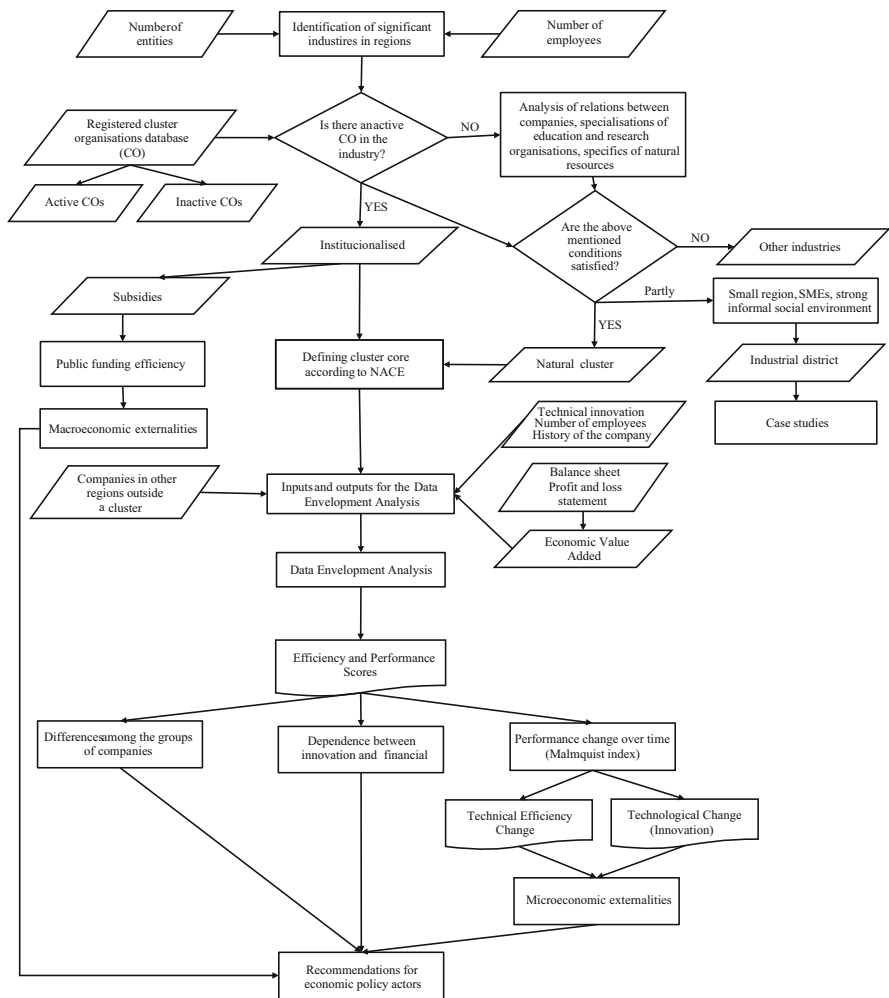 Numberof
entities
Identification of significant
industires in regions
Number of
employees
Registered cluster
organisations database
(CO)
Is there anactive
CO in the
industry?
NO
Analysis of relations between
companies, specialisations of
education and research
organisations, specifics of natural
resources
Active COs
Inactive COs
YES
Institucionalised
Are the above
mentioned
conditions
satisfied?
NO
Other industries
Subsidies
Partly
Small region, SMEs, strong
informal social environment
YES
Public funding efficiency
Defining cluster core
according to NACE
Natural cluster
Industrial district
Macroeconomic externalities
Technical innovation
Number of employees
History of the company
Case studies
Companies in other
regions outside
a cluster
Inputs and outputs for the Data
Envelopment Analysis
Balance sheet
Profit and loss
statement
Economic Value
Added
Data Envelopment Analysis
Efficiency and Performance
Scores
Differencesamong the groups
of companies
Dependence between
innovation and financial
Performance change over time
(Malmquist index)
Technical Efficiency
Change
Technological Change
(Innovation)
Microeconomic externalities
Recommendations for
economic policy actors